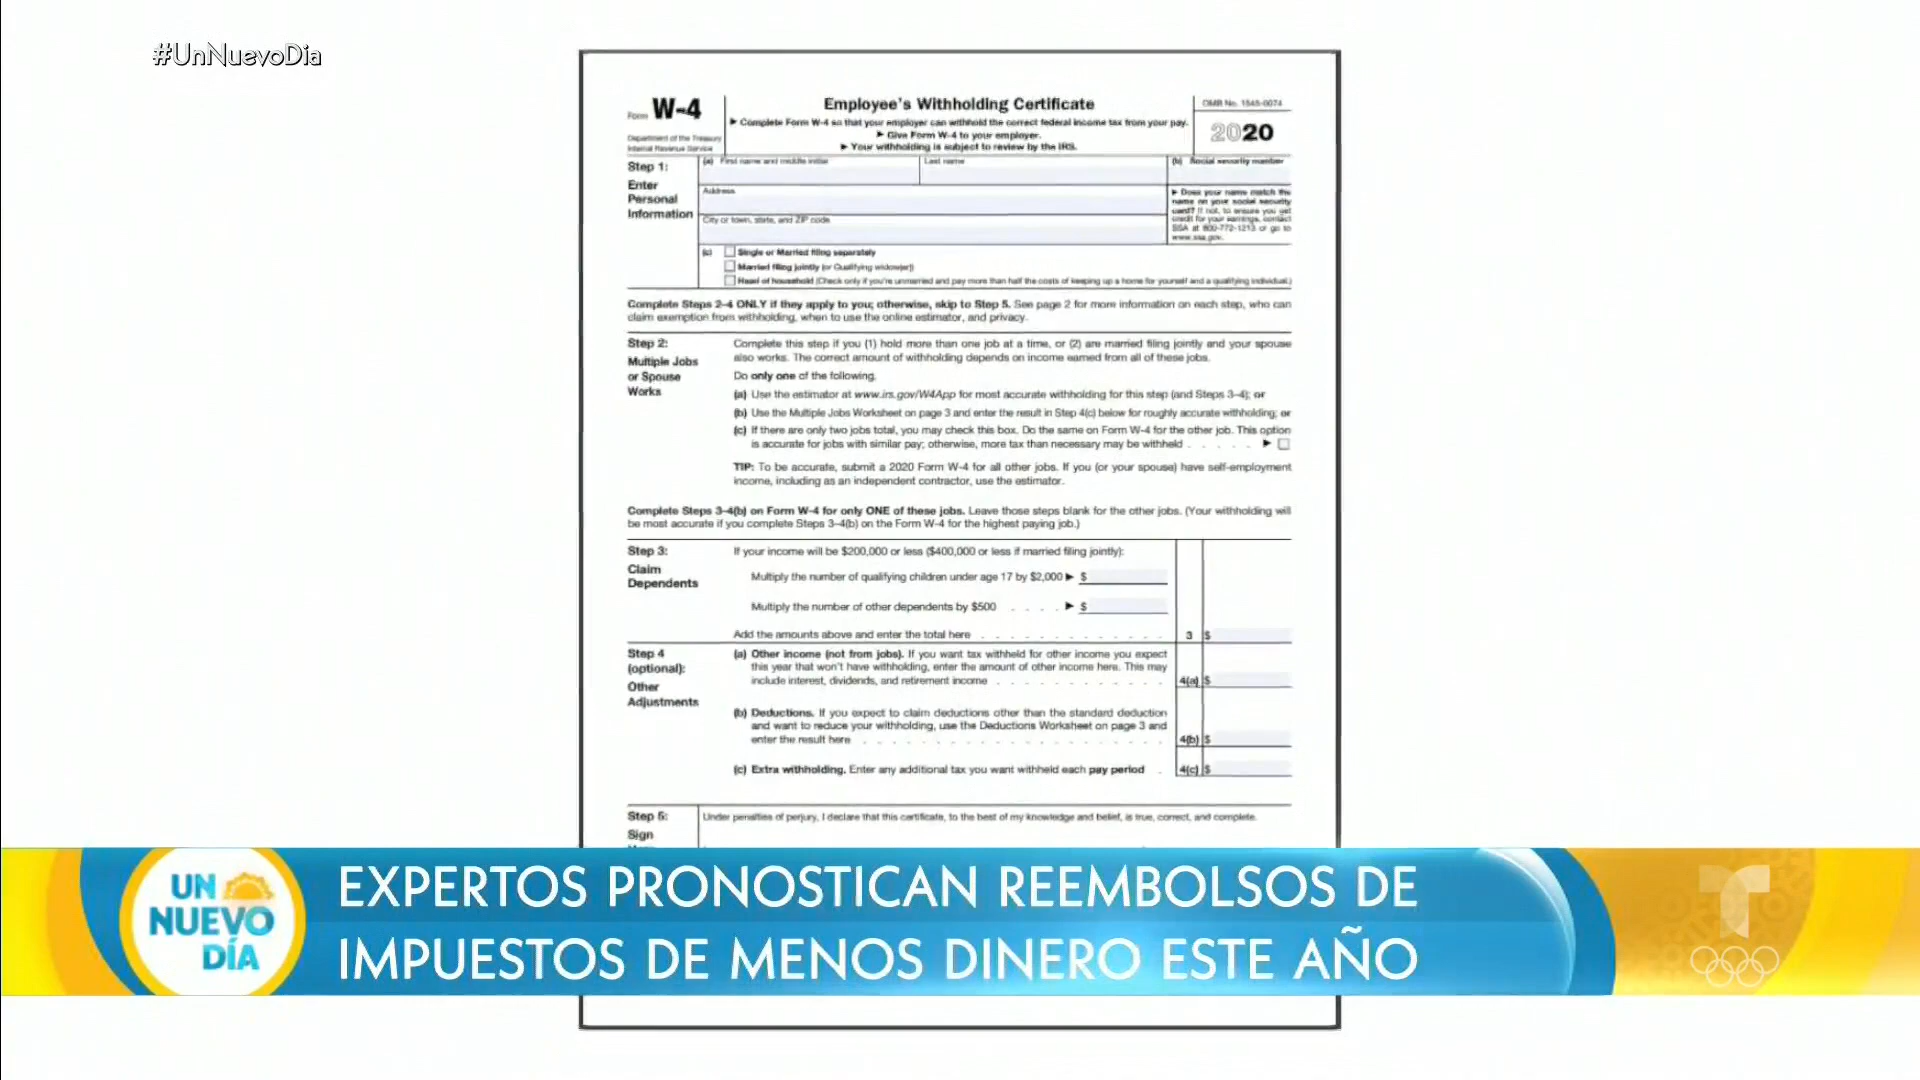 #UnNuevoDia
Form W-4
Department of the Treasury
Internal Revenue Service
Employee's Withholding Certificate
▶ Complete Form W-4 so that your employer can withhold the correct federal income tax from your pay.
▶ Give Form W-4 to your employer.
▶ Your withholding is subject to review by the IRS.
OMB No. 1545-0074
2020
Step 1:
Enter
Personal
Information
(a) First name and middle initial
Last name
(b) Social security number
Address
City or town, state, and ZIP code
▶ Does your name match the
name on your social security
card? If not, to ensure you get
credit for your earnings, contact
SSA at 800-772-1213 or go to
www.ssa.gov.
(c) Single or Married filing separately
Married filing jointly (or Qualifying widow(er))
Head of household (Check only if you're unmarried and pay more than half the costs of keeping up a home for yourself and a qualifying individual.)
Complete Steps 2–4 ONLY if they apply to you; otherwise, skip to Step 5. See page 2 for more information on each step, who can
claim exemption from withholding, when to use the online estimator, and privacy.
Step 2:
Multiple Jobs
or Spouse
Works
Complete this step if you (1) hold more than one job at a time, or (2) are married filing jointly and your spouse
also works. The correct amount of withholding depends on income earned from all of these jobs.
Do only one of the following.
(a) Use the estimator at www.irs.gov/W4App for most accurate withholding for this step (and Steps 3–4); or
(b) Use the Multiple Jobs Worksheet on page 3 and enter the result in Step 4(c) below for roughly accurate withholding; or
(c) If there are only two jobs total, you may check this box. Do the same on Form W-4 for the other job. This option
is accurate for jobs with similar pay; otherwise, more tax than necessary may be withheld . . . . . ▶
TIP: To be accurate, submit a 2020 Form W-4 for all other jobs. If you (or your spouse) have self-employment
income, including as an independent contractor, use the estimator.
Complete Steps 3–4(b) on Form W-4 for only ONE of these jobs. Leave those steps blank for the other jobs. (Your withholding will
be most accurate if you complete Steps 3–4(b) on the Form W-4 for the highest paying job.)
Step 3:
Claim
Dependents
If your income will be $200,000 or less ($400,000 or less if married filing jointly):
Multiply the number of qualifying children under age 17 by $2,000 ▶ $
Multiply the number of other dependents by $500 . . . . ▶ $
Add the amounts above and enter the total here . . . . . . . . . . . . . 3 $
Step 4
(optional):
Other
Adjustments
(a) Other income (not from jobs). If you want tax withheld for other income you expect
this year that won't have withholding, enter the amount of other income here. This may
include interest, dividends, and retirement income . . . . . . . . . . . . 4(a) $
(b) Deductions. If you expect to claim deductions other than the standard deduction
and want to reduce your withholding, use the Deductions Worksheet on page 3 and
enter the result here . . . . . . . . . . . . . . . . . . . 4(b) $
(c) Extra withholding. Enter any additional tax you want withheld each pay period . 4(c) $
Step 5:
Sign
Under penalties of perjury, I declare that this certificate, to the best of my knowledge and belief, is true, correct, and complete.
UN
NUEVO
DÍA
EXPERTOS PRONOSTICAN REEMBOLSOS DE
IMPUESTOS DE MENOS DINERO ESTE AÑO